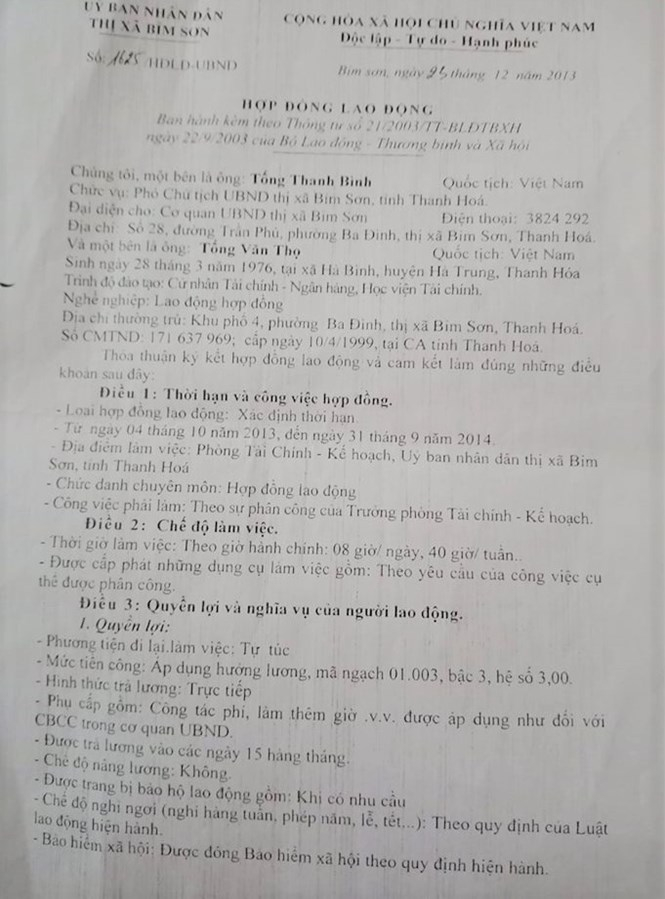 UỶ BAN NHÂN DÂN
THỊ XÃ BỈM SƠN
Số: 1625 /HĐLĐ-UBND
CỘNG HÒA XÃ HỘI CHỦ NGHĨA VIỆT NAM
Độc lập - Tự do - Hạnh phúc
Bỉm sơn, ngày 25 tháng 12 năm 2013
HỢP ĐỒNG LAO ĐỘNG
Ban hành kèm theo Thông tư số 21/2003/TT-BLĐTBXH
ngày 22/9/2003 của Bộ Lao động - Thương binh và Xã hội
Chúng tôi, một bên là ông: Tống Thanh Bình Quốc tịch: Việt Nam
Chức vụ: Phó Chủ tịch UBND thị xã Bỉm Sơn, tỉnh Thanh Hoá.
Đại diện cho: Cơ quan UBND thị xã Bỉm Sơn Điện thoại: 3824 292
Địa chỉ: Số 28, đường Trần Phú, phường Ba Đình, thị xã Bỉm Sơn, Thanh Hoá.
Và một bên là ông: Tống Văn Thọ Quốc tịch: Việt Nam
Sinh ngày 28 tháng 3 năm 1976, tại xã Hà Bình, huyện Hà Trung, Thanh Hóa
Trình độ đào tạo: Cử nhân Tài chính - Ngân hàng, Học viện Tài chính.
Nghề nghiệp: Lao động hợp đồng
Địa chỉ thường trú: Khu phố 4, phường Ba Đình, thị xã Bỉm Sơn, Thanh Hoá.
Số CMTND: 171 637 969; cấp ngày 10/4/1999, tại CA tỉnh Thanh Hoá.
Thỏa thuận ký kết hợp đồng lao động và cam kết làm đúng những điều
khoản sau đây:
Điều 1: Thời hạn và công việc hợp đồng.
- Loại hợp đồng lao động: Xác định thời hạn.
- Từ ngày 04 tháng 10 năm 2013, đến ngày 31 tháng 9 năm 2014.
- Địa điểm làm việc: Phòng Tài Chính - Kế hoạch, Uỷ ban nhân dân thị xã Bỉm
Sơn, tỉnh Thanh Hoá
- Chức danh chuyên môn: Hợp đồng lao động
- Công việc phải làm: Theo sự phân công của Trưởng phòng Tài chính - Kế hoạch.
Điều 2: Chế độ làm việc.
- Thời giờ làm việc: Theo giờ hành chính: 08 giờ/ ngày, 40 giờ/ tuần..
- Được cấp phát những dụng cụ làm việc gồm: Theo yêu cầu của công việc cụ
thể được phân công.
Điều 3: Quyền lợi và nghĩa vụ của người lao động.
1. Quyền lợi:
- Phương tiện đi lại làm việc: Tự túc
- Mức tiền công: Áp dụng hưởng lương, mã ngạch 01.003, bậc 3, hệ số 3,00.
- Hình thức trả lương: Trực tiếp
- Phụ cấp gồm: Công tác phí, làm thêm giờ .v.v. được áp dụng như đối với
CBCC trong cơ quan UBND.
- Được trả lương vào các ngày 15 hàng tháng.
- Chế độ nâng lương: Không.
- Được trang bị bảo hộ lao động gồm: Khi có nhu cầu
- Chế độ nghỉ ngơi (nghỉ hàng tuần, phép năm, lễ, tết,...): Theo quy định của Luật
lao động hiện hành.
- Bảo hiểm xã hội: Được đóng Bảo hiểm xã hội theo quy định hiện hành.